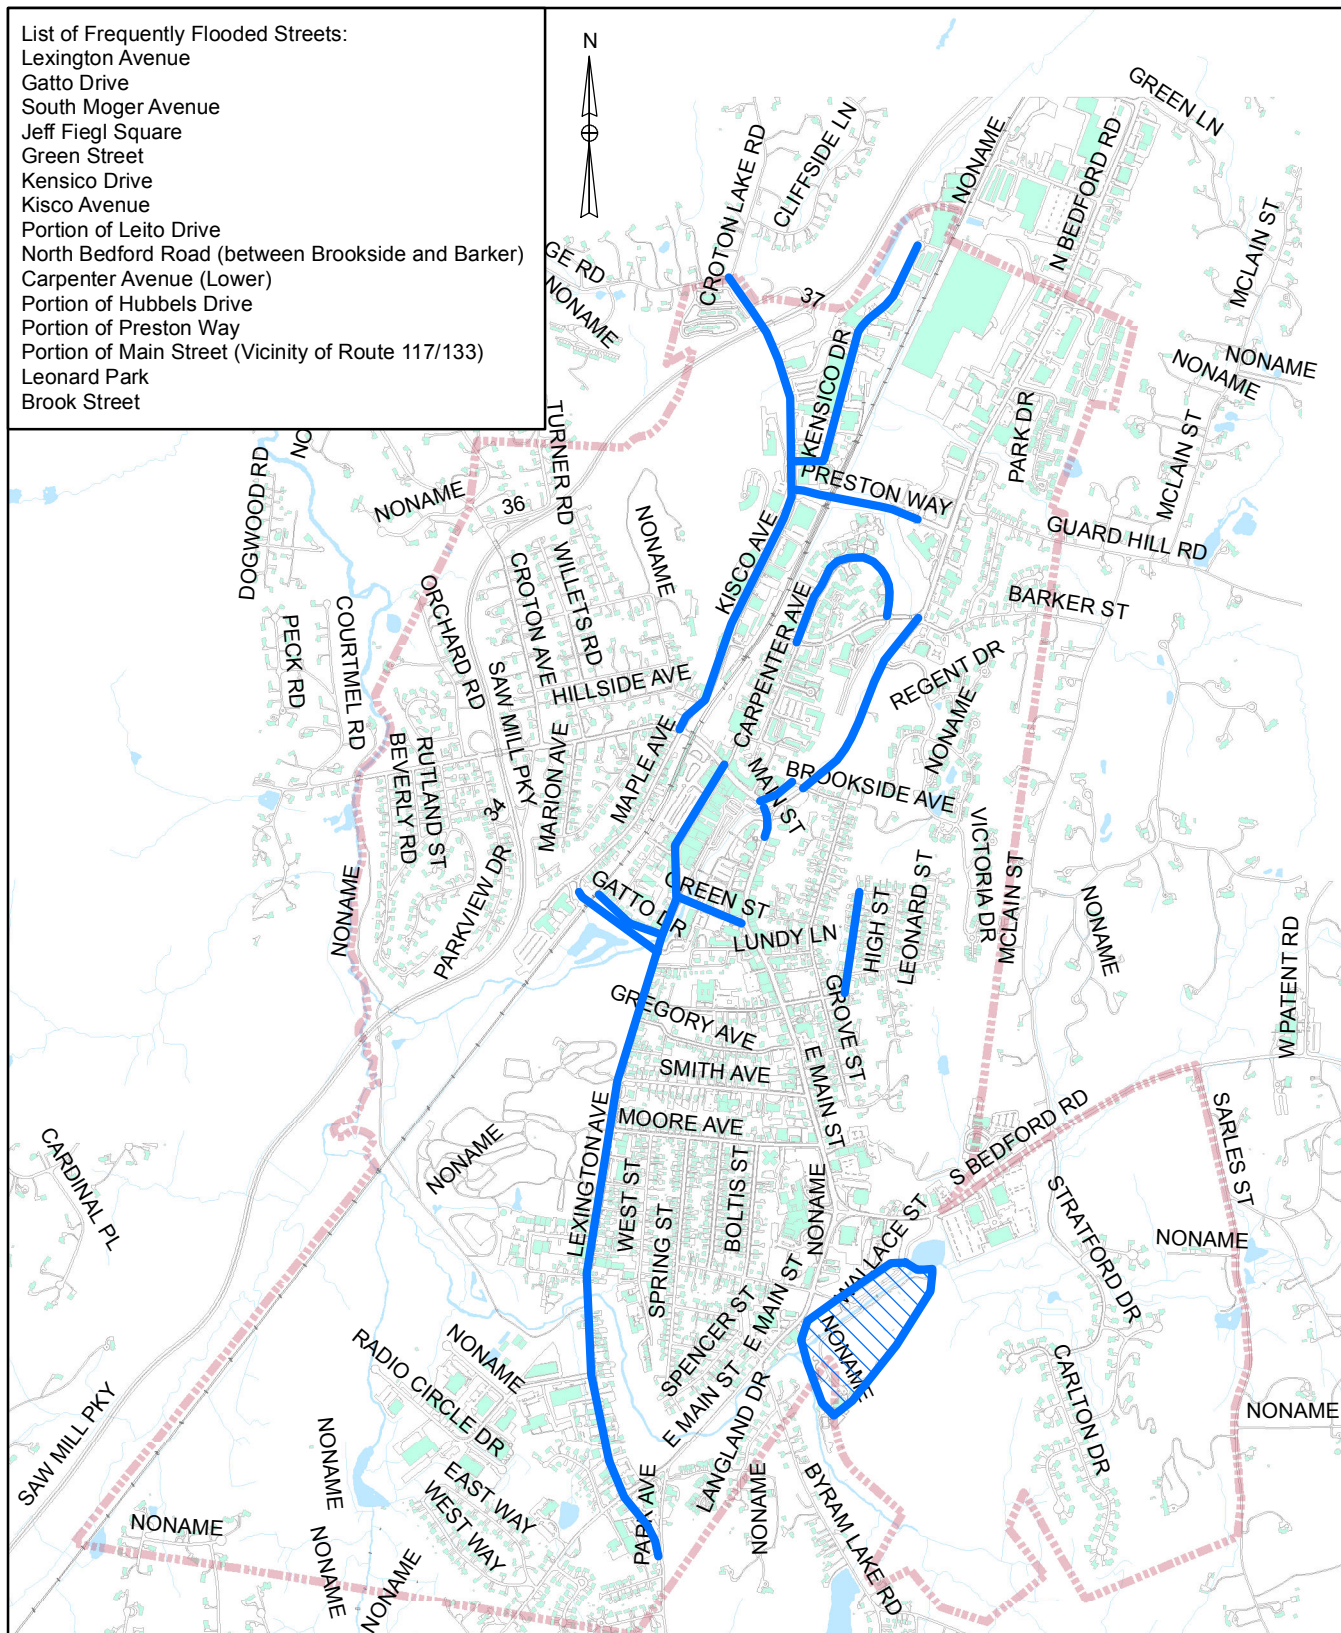 List of Frequently Flooded Streets:
Lexington Avenue
Gatto Drive
South Moger Avenue
Jeff Fiegl Square
Green Street
Kensico Drive
Kisco Avenue
Portion of Leito Drive
North Bedford Road (between Brookside and Barker)
Carpenter Avenue (Lower)
Portion of Hubbels Drive
Portion of Preston Way
Portion of Main Street (Vicinity of Route 117/133)
Leonard Park
Brook Street
N
GREEN LN
CROTON LAKE RD
CLIFFSIDE LN
NONAME
N BEDFORD RD
MCLAIN ST
GE RD
NONAME
37
KENSICO DR
NONAME
NONAME
PARK DR
MCLAIN ST
TURNER RD
NO
DOGWOOD RD
NONAME
36
NONAME
PRESTON WAY
GUARD HILL RD
KISCO AVE
WILLETS RD
CROTON AVE
ORCHARD RD
COURTMEL RD
PECK RD
CARPENTER AVE
BARKER ST
REGENT DR
NONAME
HILLSIDE AVE
SAW MILL PKY
MARION AVE
MAPLE AVE
RUTLAND ST
BEVERLY RD
34
MAIN ST
BROOKSIDE AVE
VICTORIA DR
MCLAIN ST
NONAME
PARKVIEW DR
NONAME
GATTO DR
GREEN ST
LUNDY LN
HIGH ST
LEONARD ST
W PATENT RD
GROVE ST
GREGORY AVE
SMITH AVE
E MAIN ST
MOORE AVE
LEXINGTON AVE
NONAME
WEST ST
SPRING ST
BOLTIS ST
NONAME
S BEDFORD RD
SARLES ST
STRATFORD DR
NONAME
CARDINAL PL
WALLACE ST
E MAIN ST
SPENCER ST
NONAME
NONAME
RADIO CIRCLE DR
E MAIN ST
LANGLAND DR
CARLTON DR
NONAME
SAW MILL PKY
NONAME
EAST WAY
WEST WAY
PARK AVE
NONAME
BYRAM LAKE RD
NONAME
NONAME
NONAME